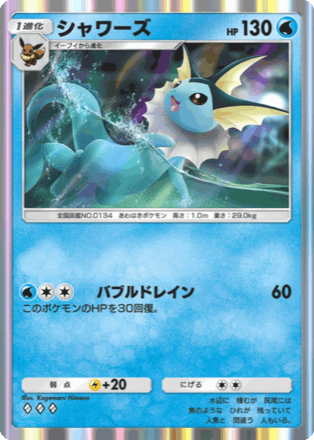 1進化
シャワーズ
HP 130
イーブイから進化
全国図鑑NO.0134 あわはきポケモン 高さ：1.0m 重さ：29.0kg
バブルドレイン 60
このポケモンのHPを30回復。
弱点 +20 にげる
Illus. Kagemaru Himeno
水辺に 棲むが 尻尾には
魚のような ひれが 残っていて
人魚と 間違う 人もいる。